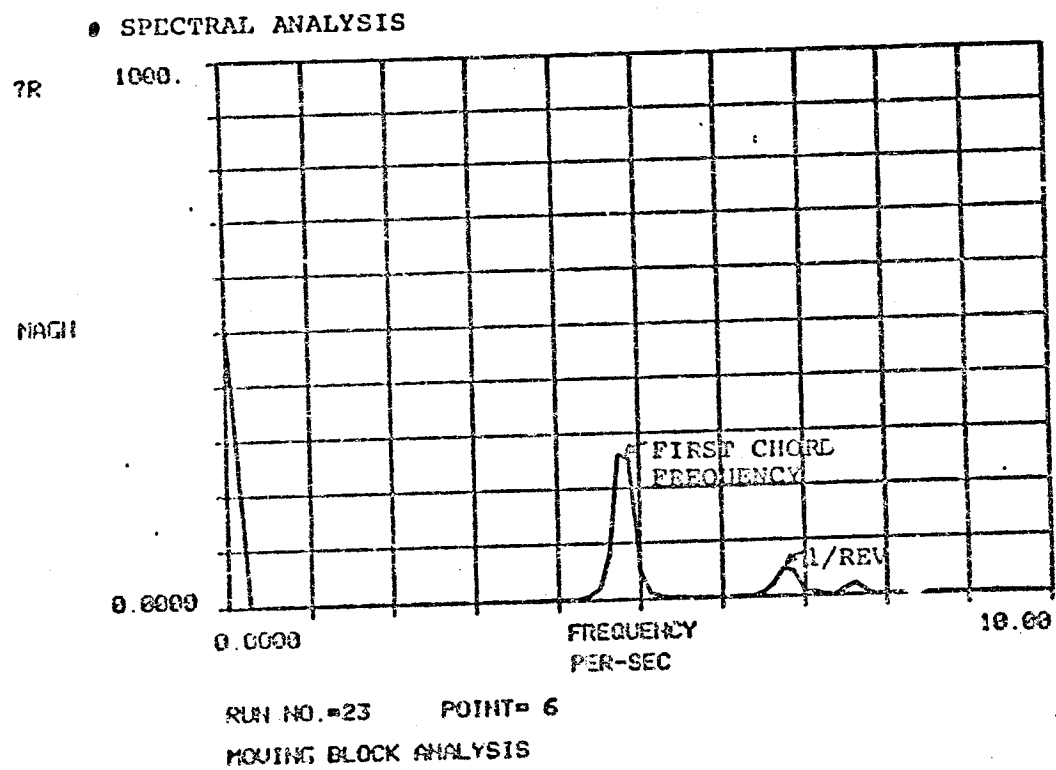 SPECTRAL ANALYSIS
?R
1000.
MAGN
FIRST CHORD
FREQUENCY
1/REV
0.0000
0.0000
FREQUENCY
PER-SEC
10.00
RUN NO.=23 POINT= 6
MOVING BLOCK ANALYSIS